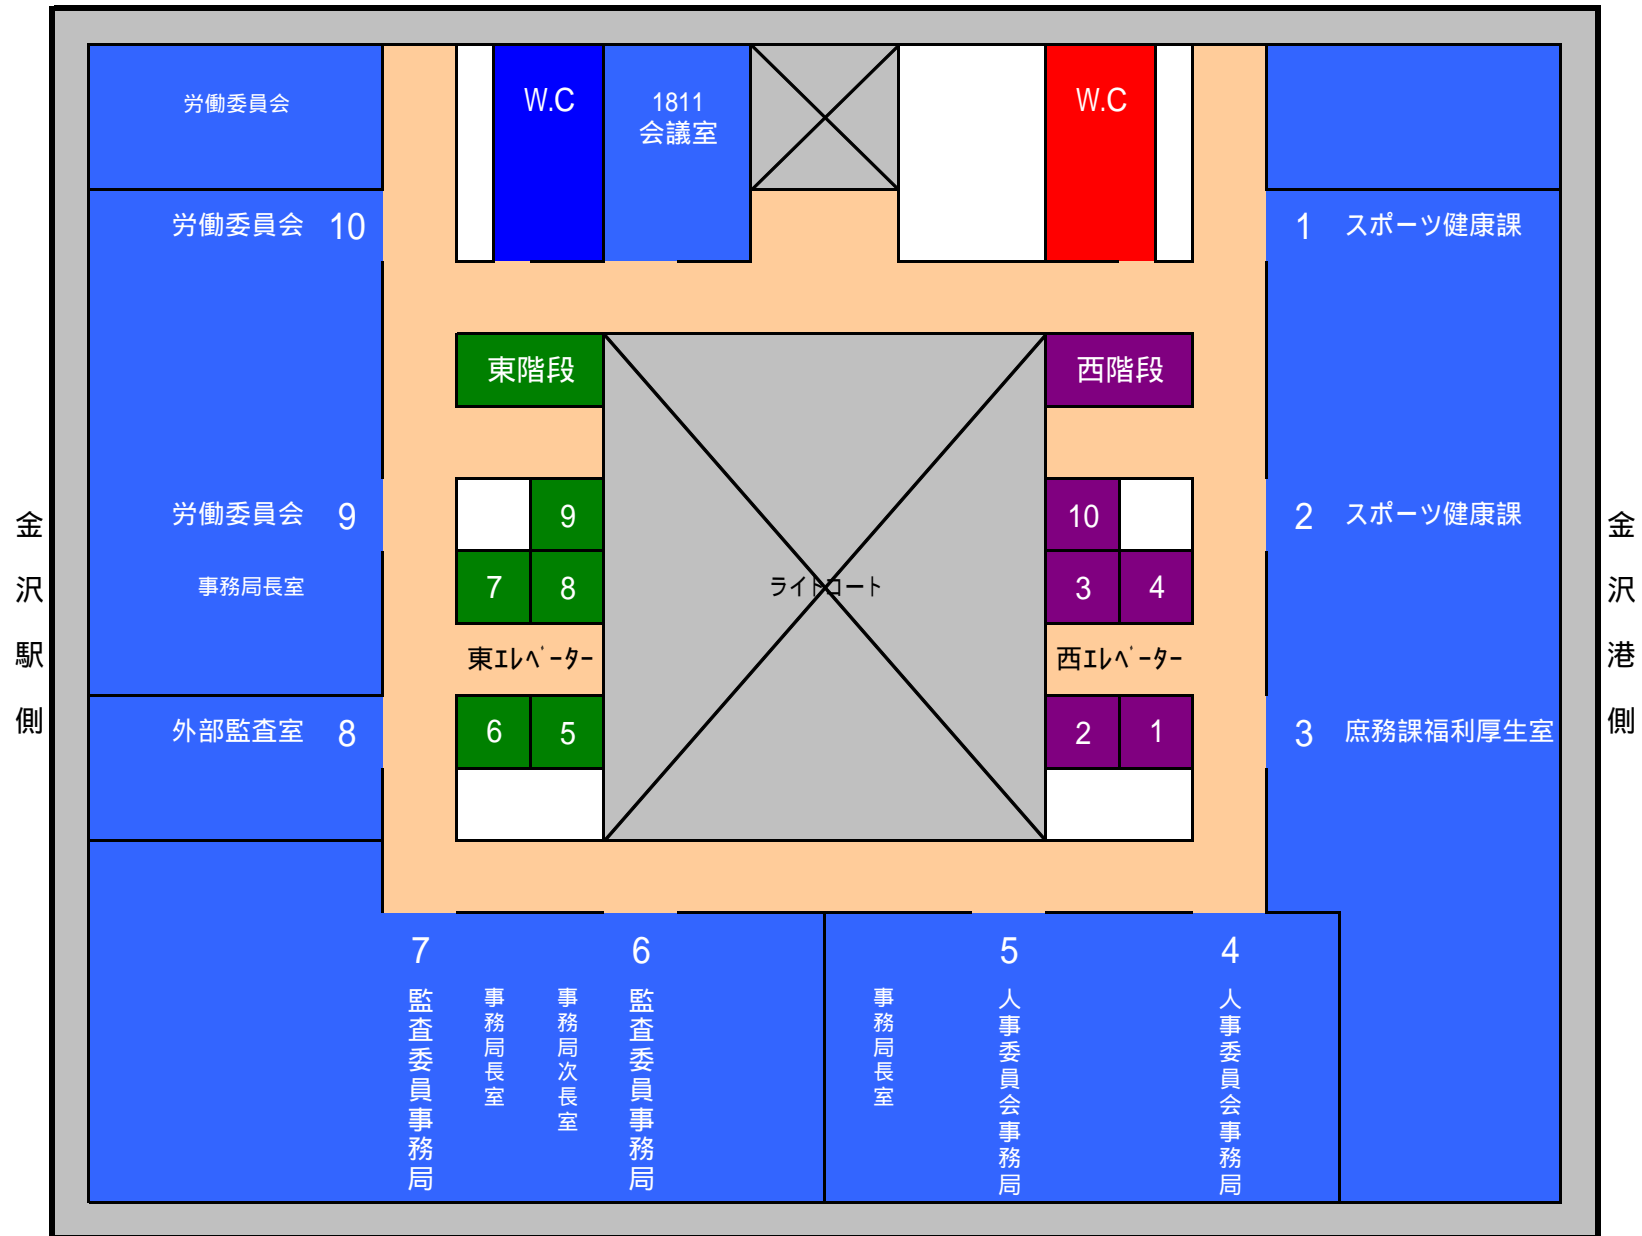 労働委員会
W.C
1811
会議室
W.C
労働委員会 10
1 スポーツ健康課
東階段
西階段
労働委員会 9
9
10
2 スポーツ健康課
事務局長室
7
8
ライトコート
3
4
東エレベーター
西エレベーター
外部監査室 8
6
5
2
1
3 庶務課福利厚生室
金沢駅側
金沢港側
7
監査委員事務局
事務局長室
事務局次長室
6
監査委員事務局
事務局長室
5
人事委員会事務局
4
人事委員会事務局